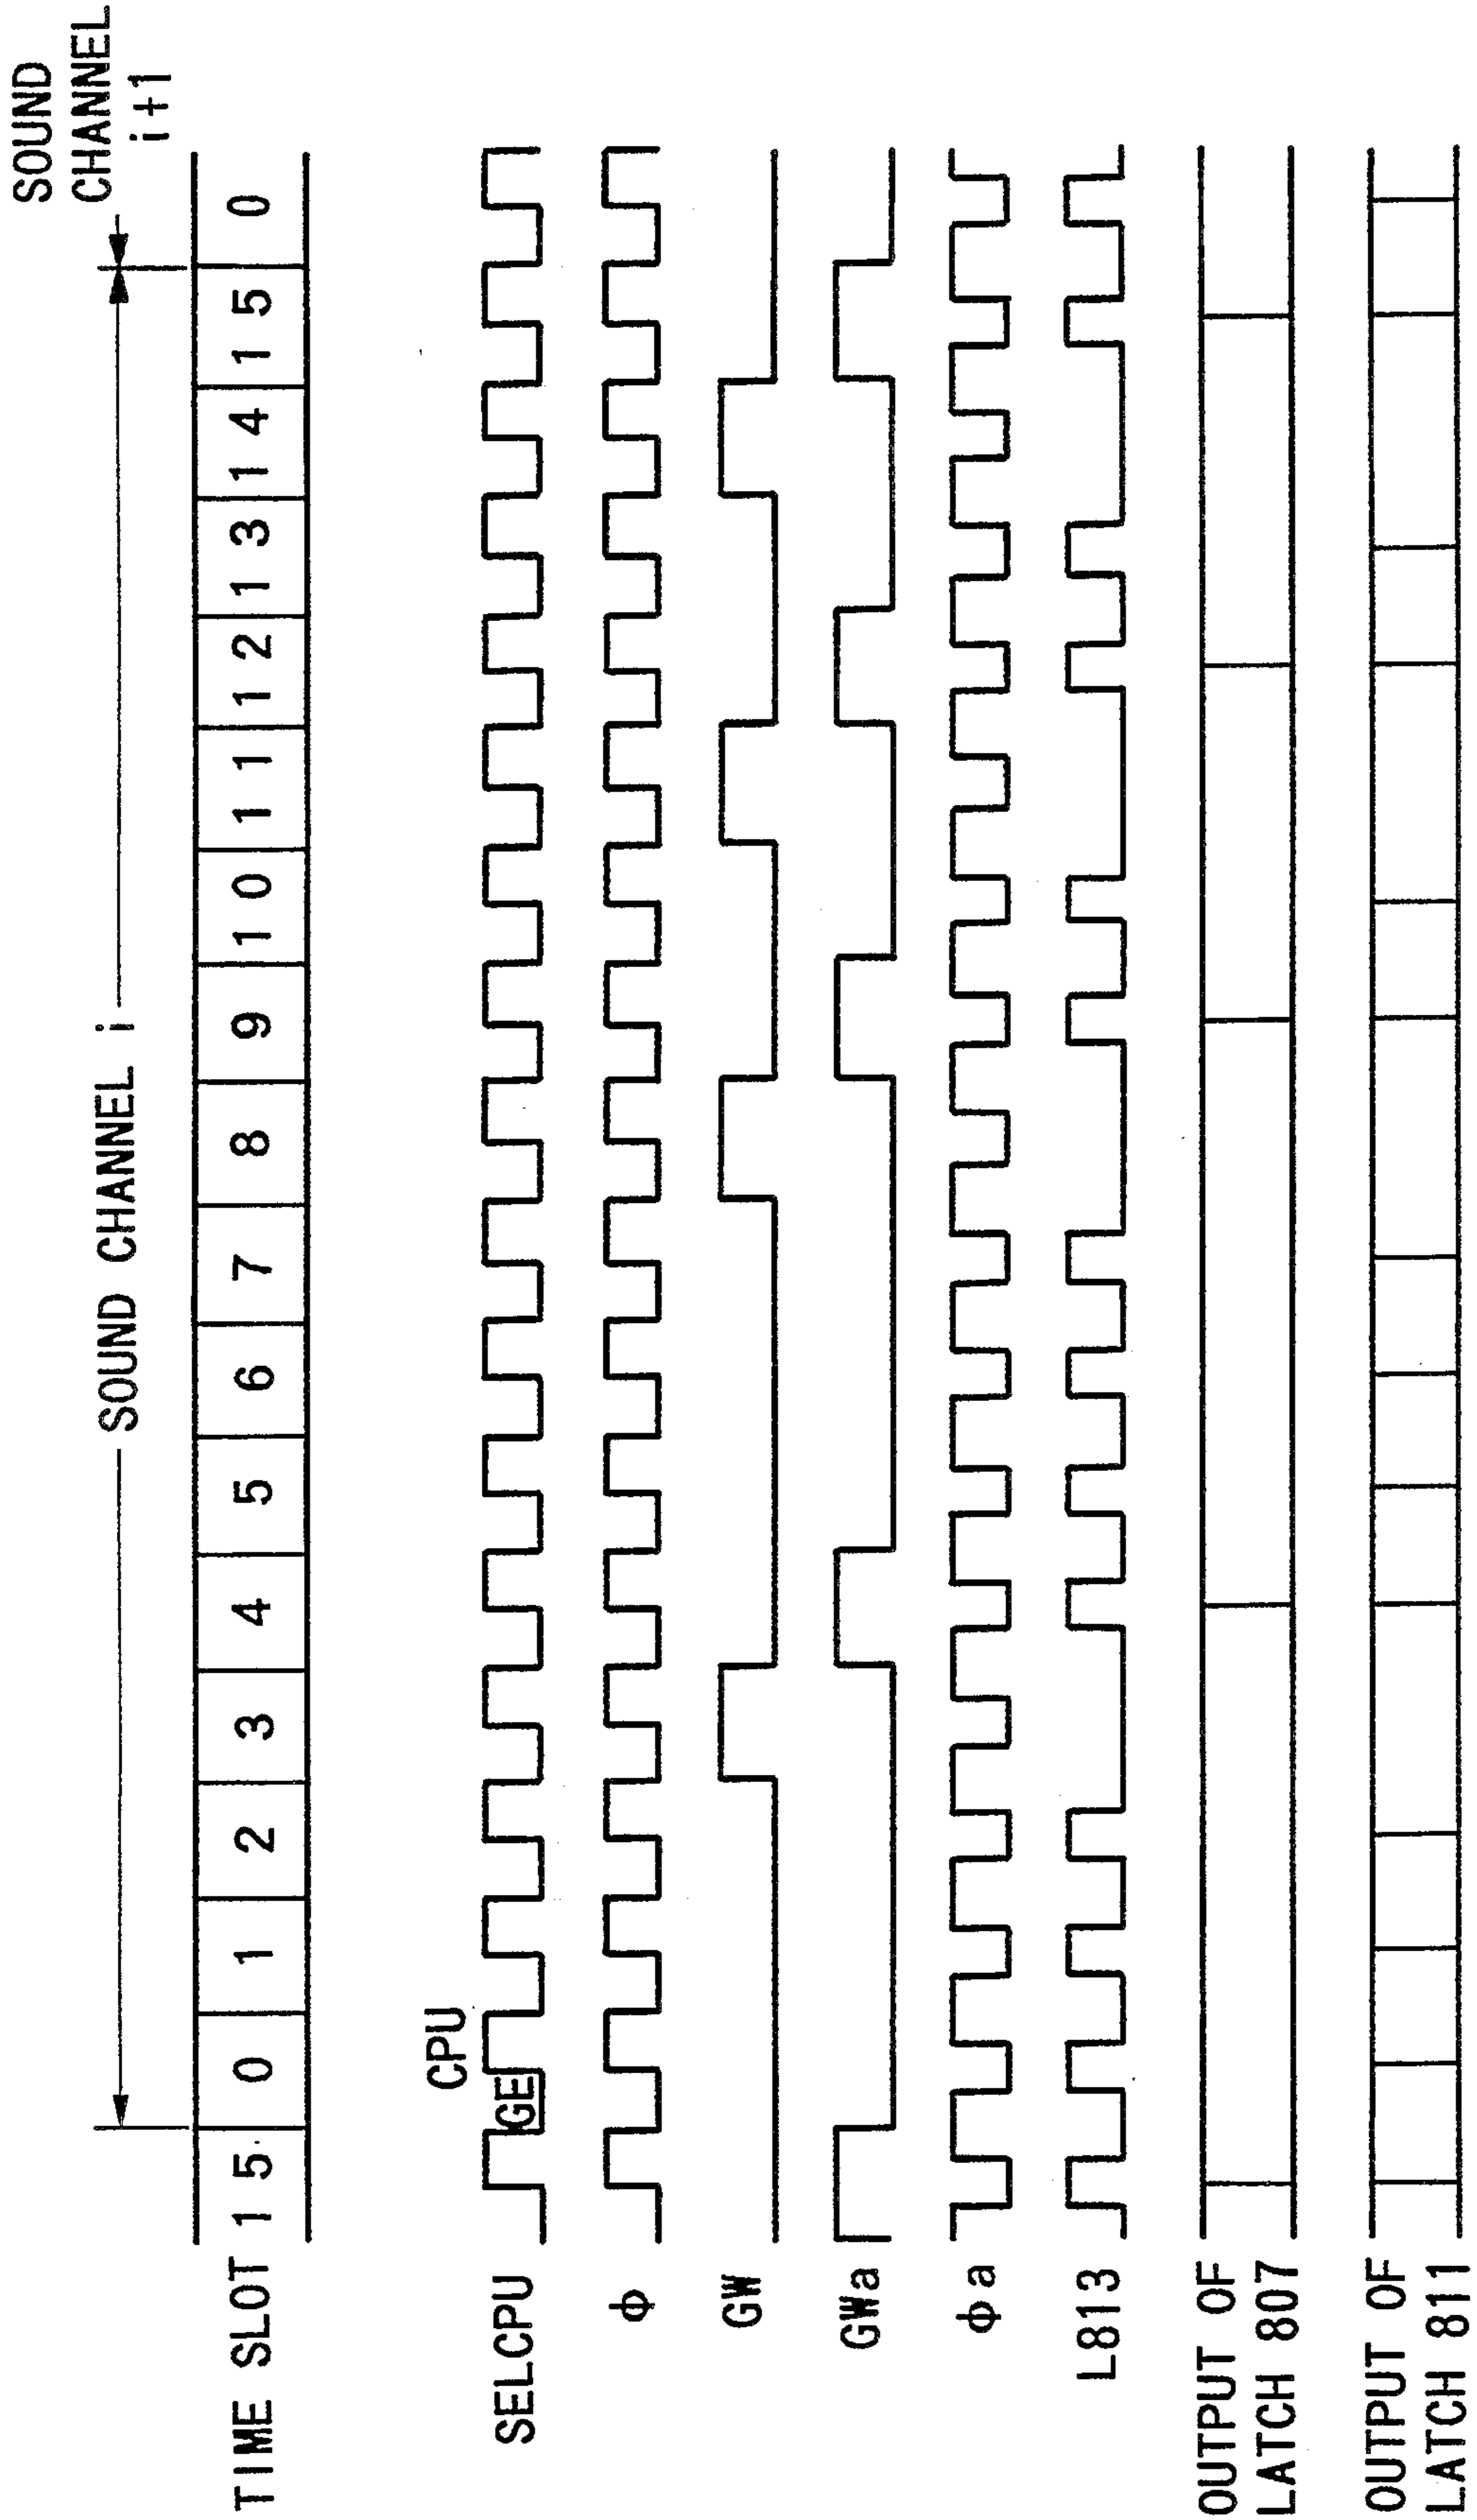 SOUND
CHANNEL
i+1
SOUND CHANNEL i
TIME SLOT 15 0 1 2 3 4 5 6 7 8 9 10 11 12 13 14 15 0
CPU
SELCPU GE
Φ
GW
GWa
Φa
L813
OUTPUT OF
LATCH 807
OUTPUT OF
LATCH 811